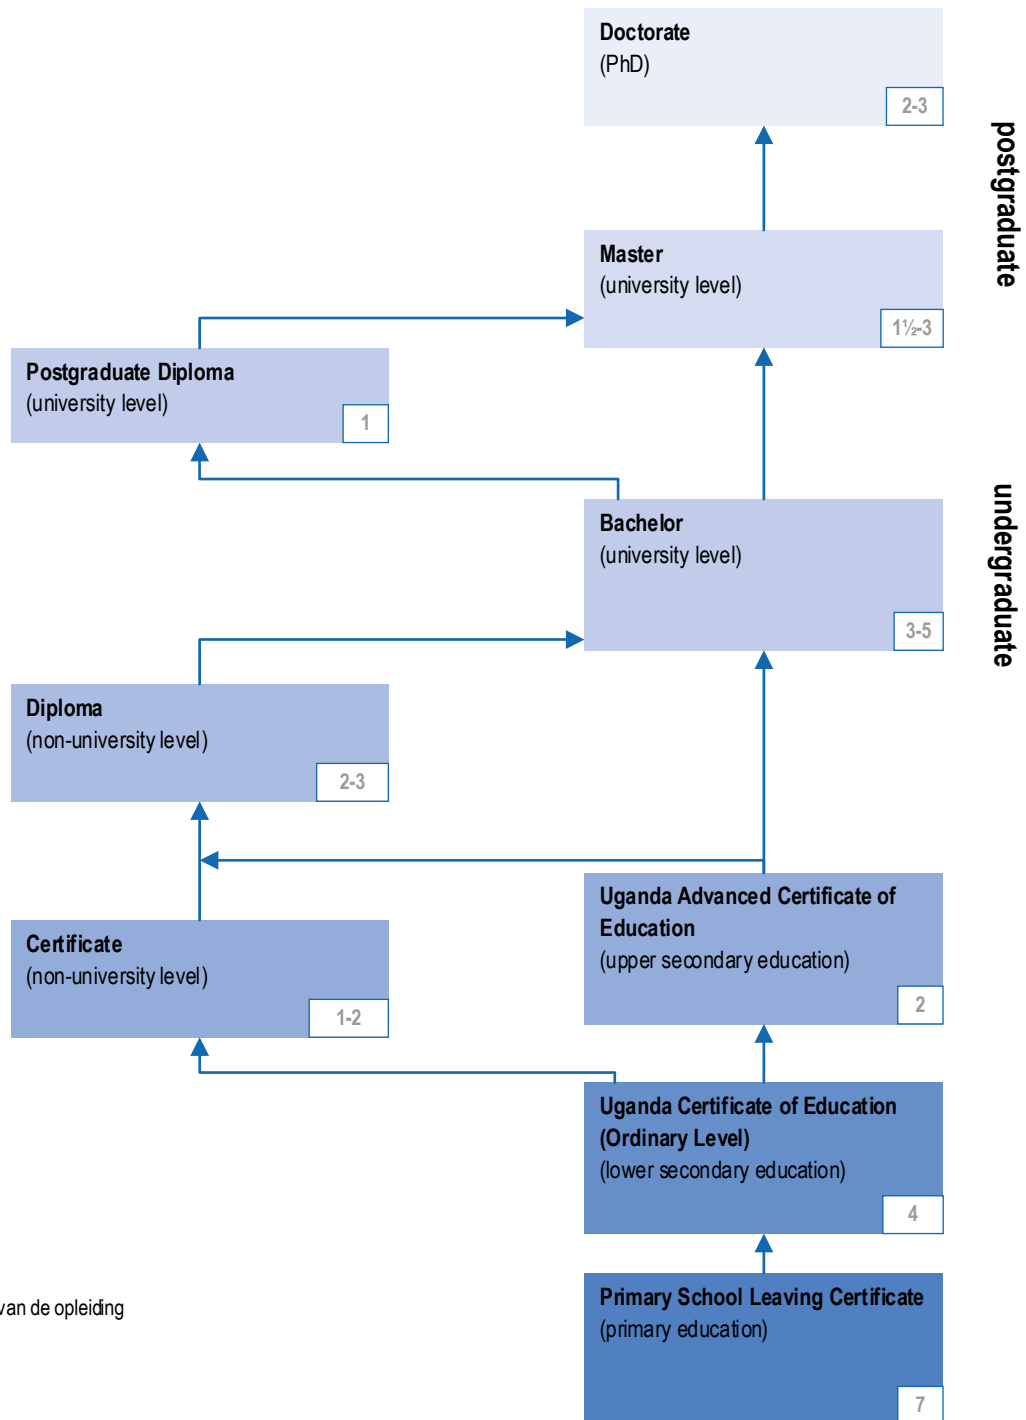 Doctorate
(PhD)
2-3
postgraduate
Master
(university level)
1½-3
Postgraduate Diploma
(university level)
1
undergraduate
Bachelor
(university level)
3-5
Diploma
(non-university level)
2-3
Uganda Advanced Certificate of
Education
(upper secondary education)
2
Certificate
(non-university level)
1-2
Uganda Certificate of Education
(Ordinary Level)
(lower secondary education)
4
Primary School Leaving Certificate
(primary education)
7
van de opleiding